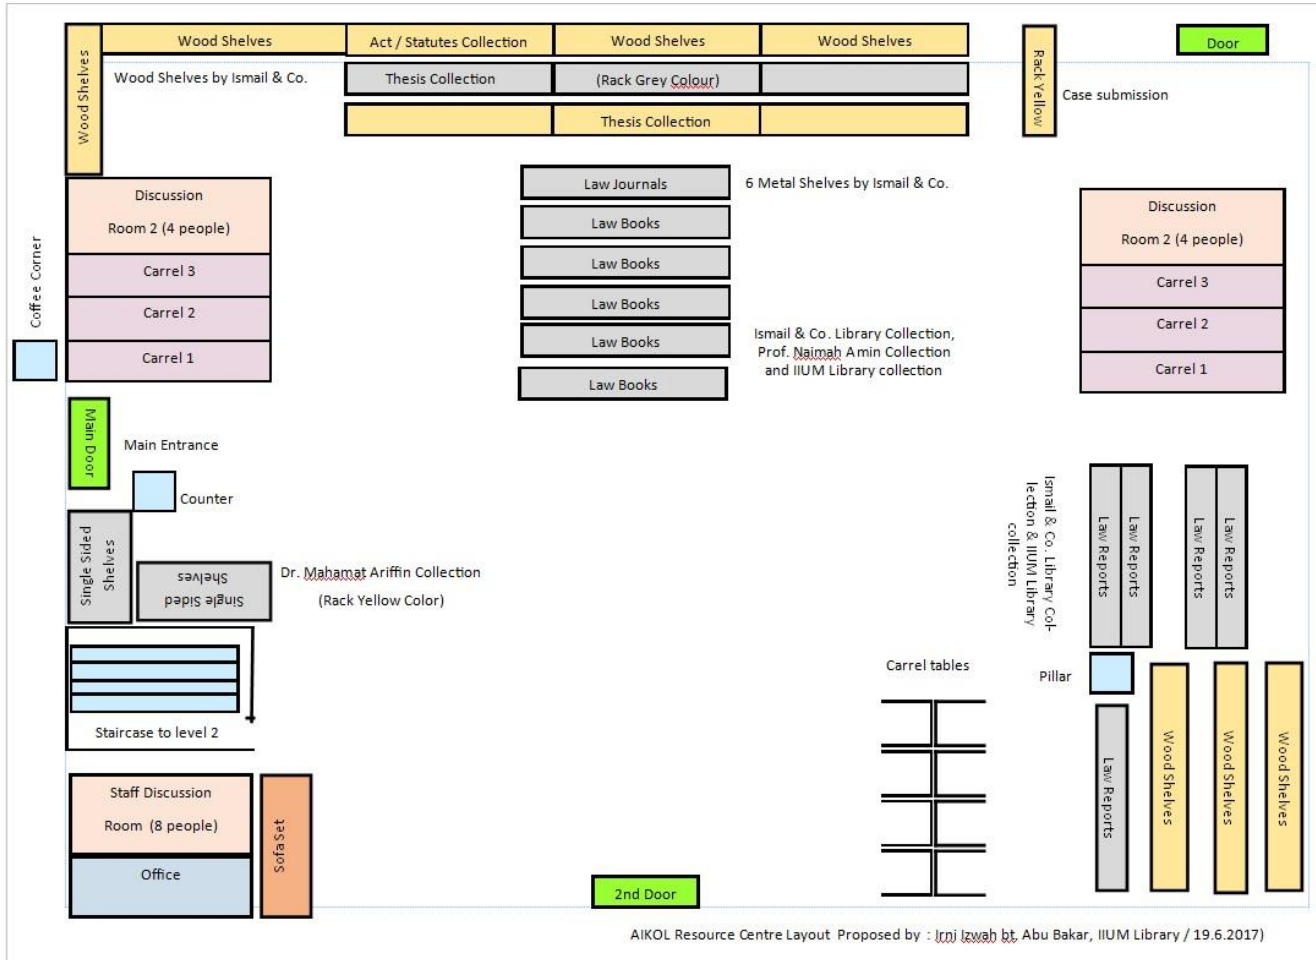 Wood Shelves
Wood Shelves
Act / Statutes Collection
Wood Shelves
Wood Shelves
Rack Yellow
Door
Wood Shelves by Ismail & Co.
Thesis Collection
(Rack Grey Colour)
Case submission
Thesis Collection
Law Journals
6 Metal Shelves by Ismail & Co.
Law Books
Law Books
Law Books
Law Books
Law Books
Ismail & Co. Library Collection,
Prof. Naimah Amin Collection
and IIUM Library collection
Discussion
Room 2 (4 people)
Carrel 3
Carrel 2
Carrel 1
Coffee Corner
Discussion
Room 2 (4 people)
Carrel 3
Carrel 2
Carrel 1
Main Door
Main Entrance
Counter
Single Sided
Shelves
Single Sided
Shelves
Dr. Mahamat Ariffin Collection
(Rack Yellow Color)
Ismail & Co. Library Col-
lection & IIUM Library
collection
Law Reports
Law Reports
Law Reports
Law Reports
Staircase to level 2
Carrel tables
Pillar
Law Reports
Wood Shelves
Wood Shelves
Wood Shelves
Staff Discussion
Room (8 people)
Office
Sofa Set
2nd Door
AIKOL Resource Centre Layout Proposed by : Irni Izwah bt. Abu Bakar, IIUM Library / 19.6.2017)